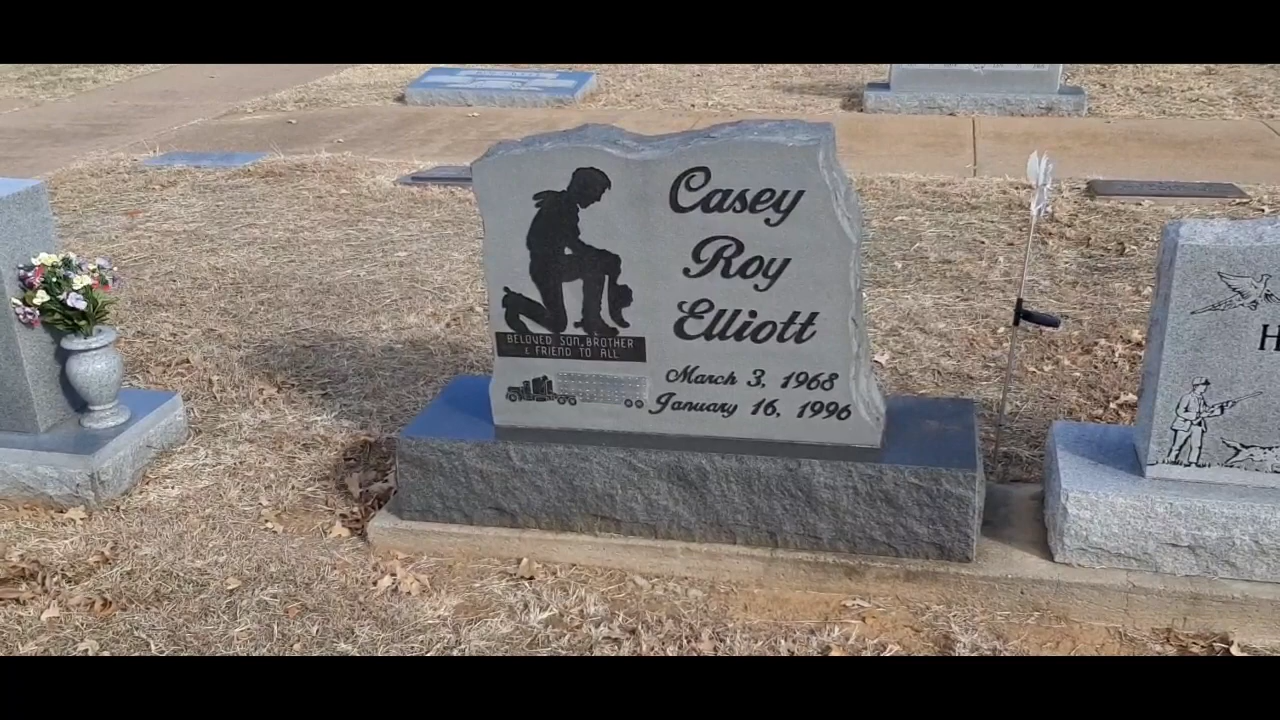 Casey
Roy
Elliott
BELOVED SON, BROTHER
& FRIEND TO ALL
March 3, 1968
January 16, 1996
H